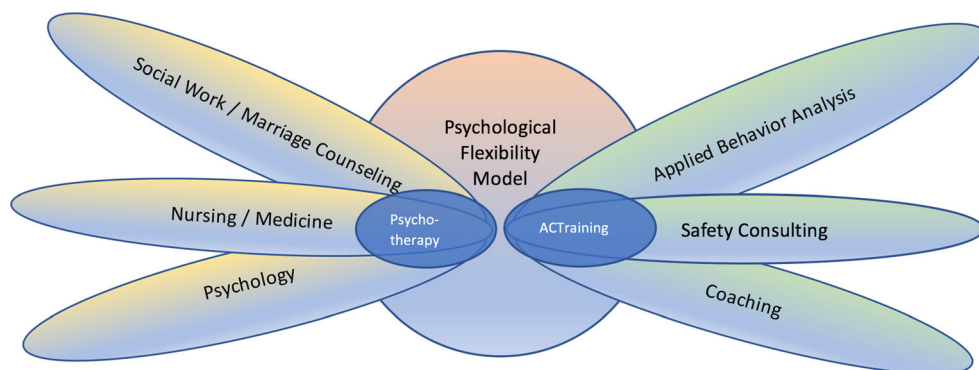 Social Work / Marriage Counseling
Nursing / Medicine
Psychology
Psychological
Flexibility
Model
Psycho-
therapy
ACTraining
Applied Behavior Analysis
Safety Consulting
Coaching